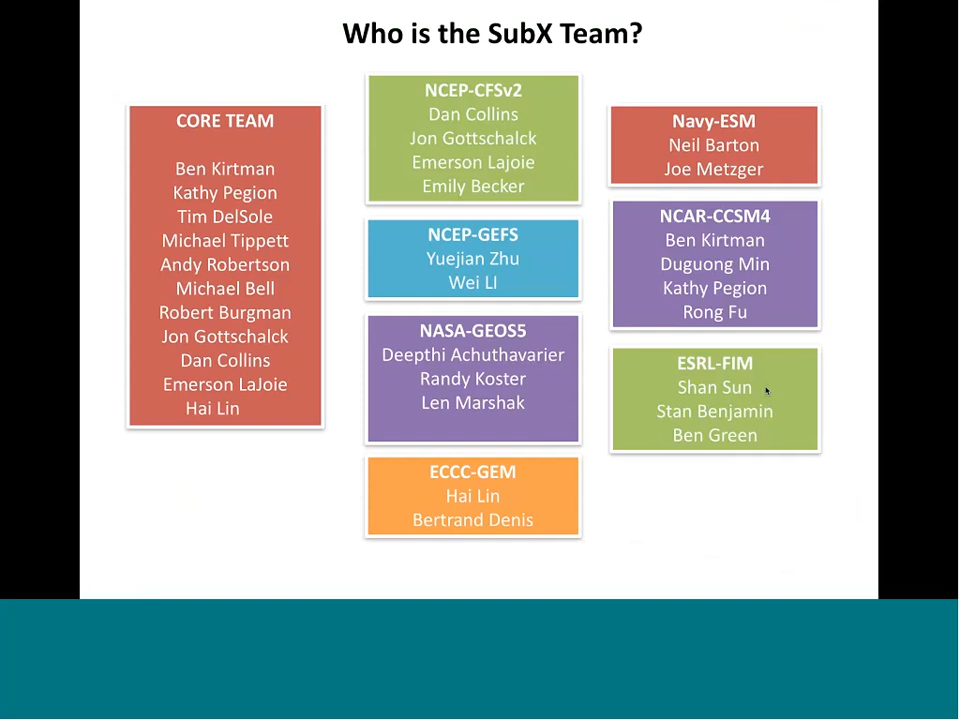 Who is the SubX Team?
CORE TEAM
Ben Kirtman
Kathy Pegion
Tim DelSole
Michael Tippett
Andy Robertson
Michael Bell
Robert Burgman
Jon Gottschalck
Dan Collins
Emerson LaJoie
Hai Lin
NCEP-CFSv2
Dan Collins
Jon Gottschalck
Emerson Lajoie
Emily Becker
NCEP-GEFS
Yuejian Zhu
Wei LI
NASA-GEOS5
Deepthi Achuthavarier
Randy Koster
Len Marshak
ECCC-GEM
Hai Lin
Bertrand Denis
Navy-ESM
Neil Barton
Joe Metzger
NCAR-CCSM4
Ben Kirtman
Duguong Min
Kathy Pegion
Rong Fu
ESRL-FIM
Shan Sun
Stan Benjamin
Ben Green